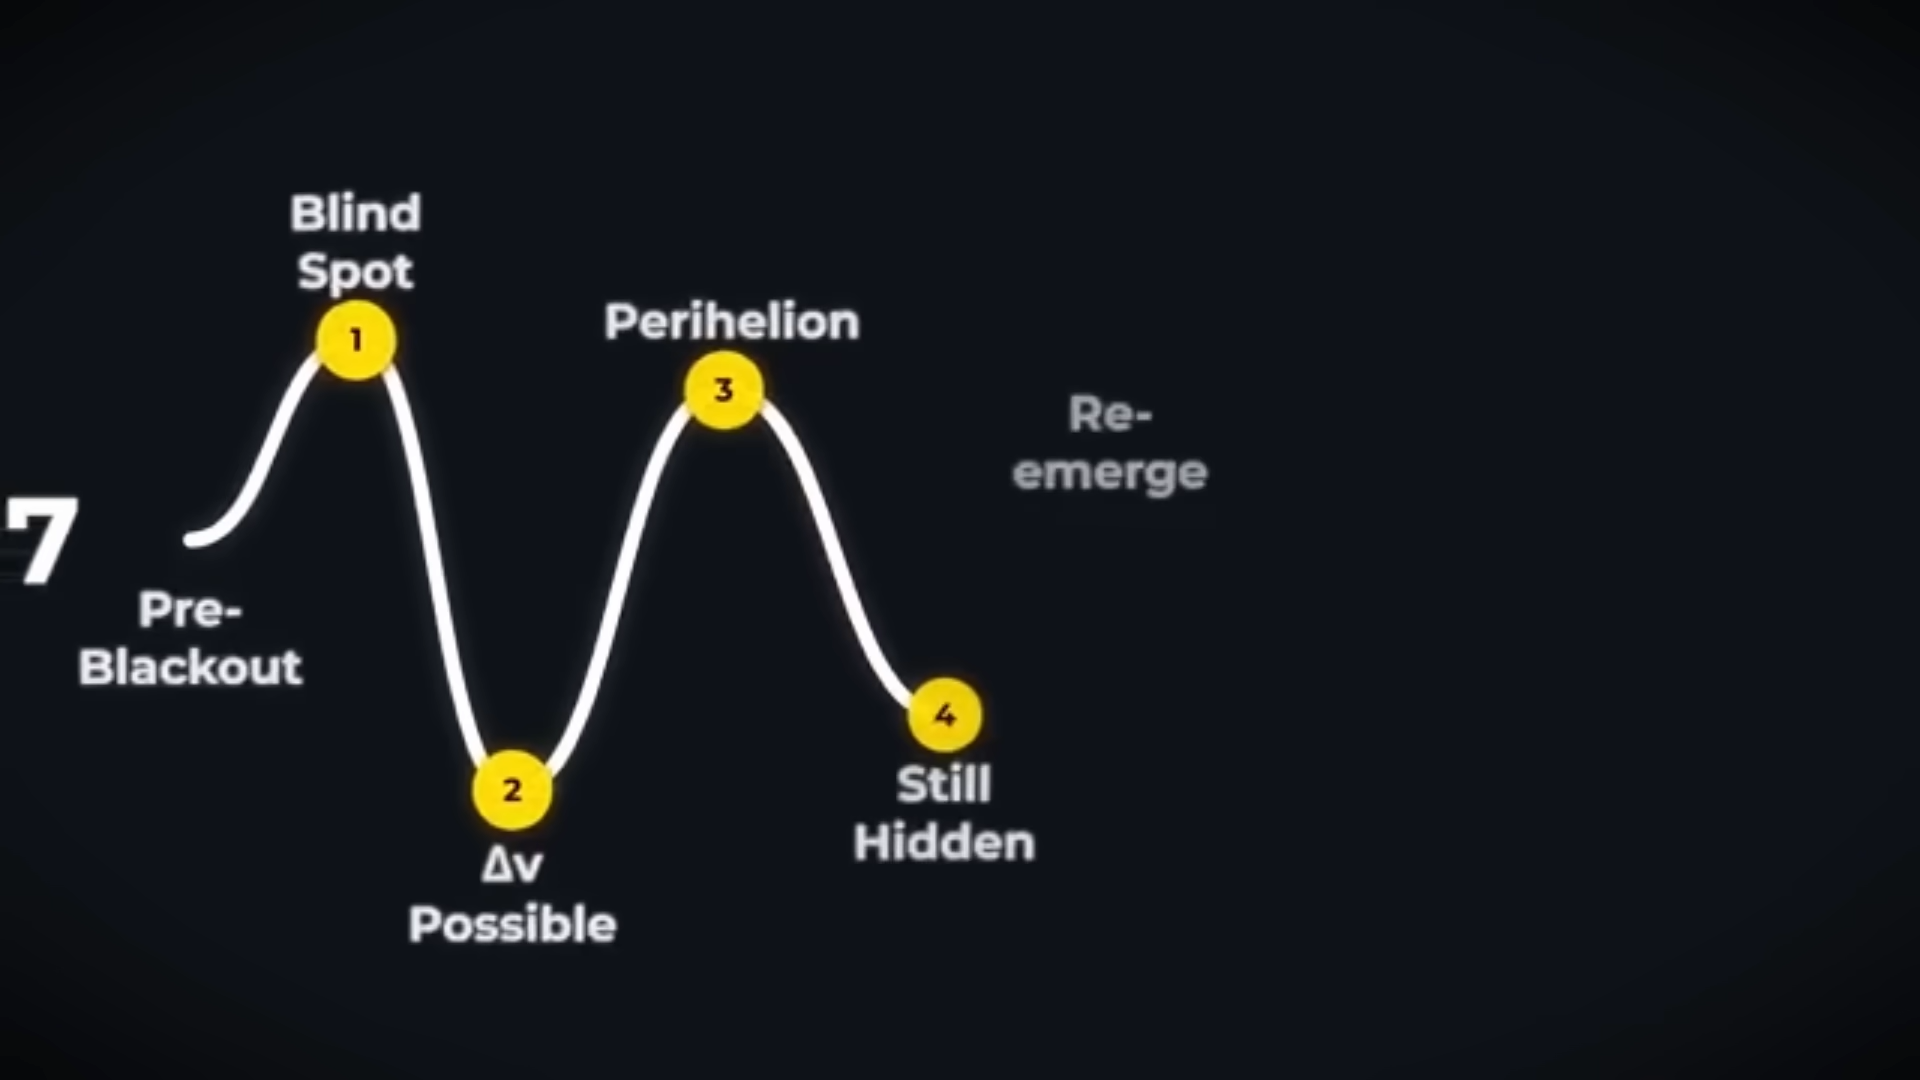 7
Pre-
Blackout
Blind
Spot
1
2
Δv
Possible
Perihelion
3
4
Still
Hidden
Re-
emerge